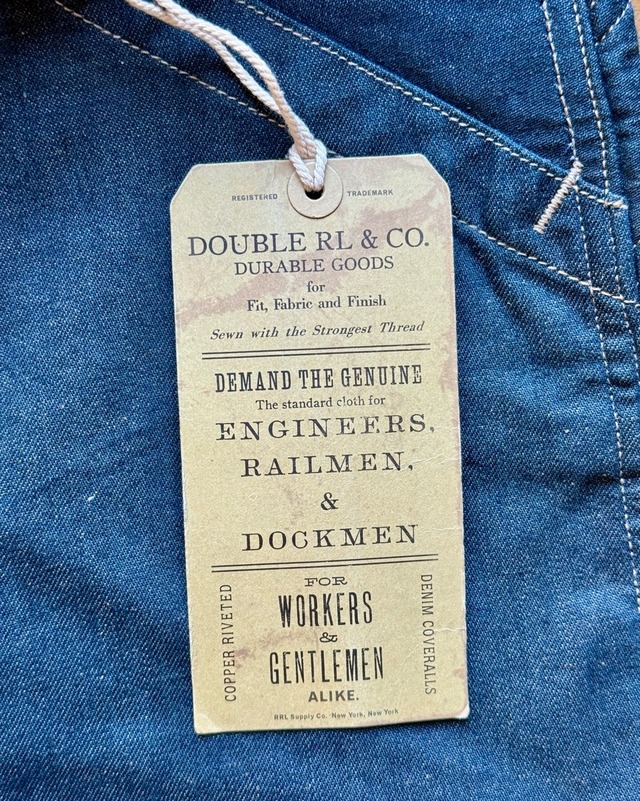 REGISTERED TRADEMARK
DOUBLE RL & CO.
DURABLE GOODS
for
Fit, Fabric and Finish
Sewn with the Strongest Thread
DEMAND THE GENUINE
The standard cloth for
ENGINEERS,
RAILMEN,
&
DOCKMEN
FOR
WORKERS
&
GENTLEMEN
ALIKE.
COPPER RIVETED
DENIM COVERALLS
RRL Supply Co. New York, New York